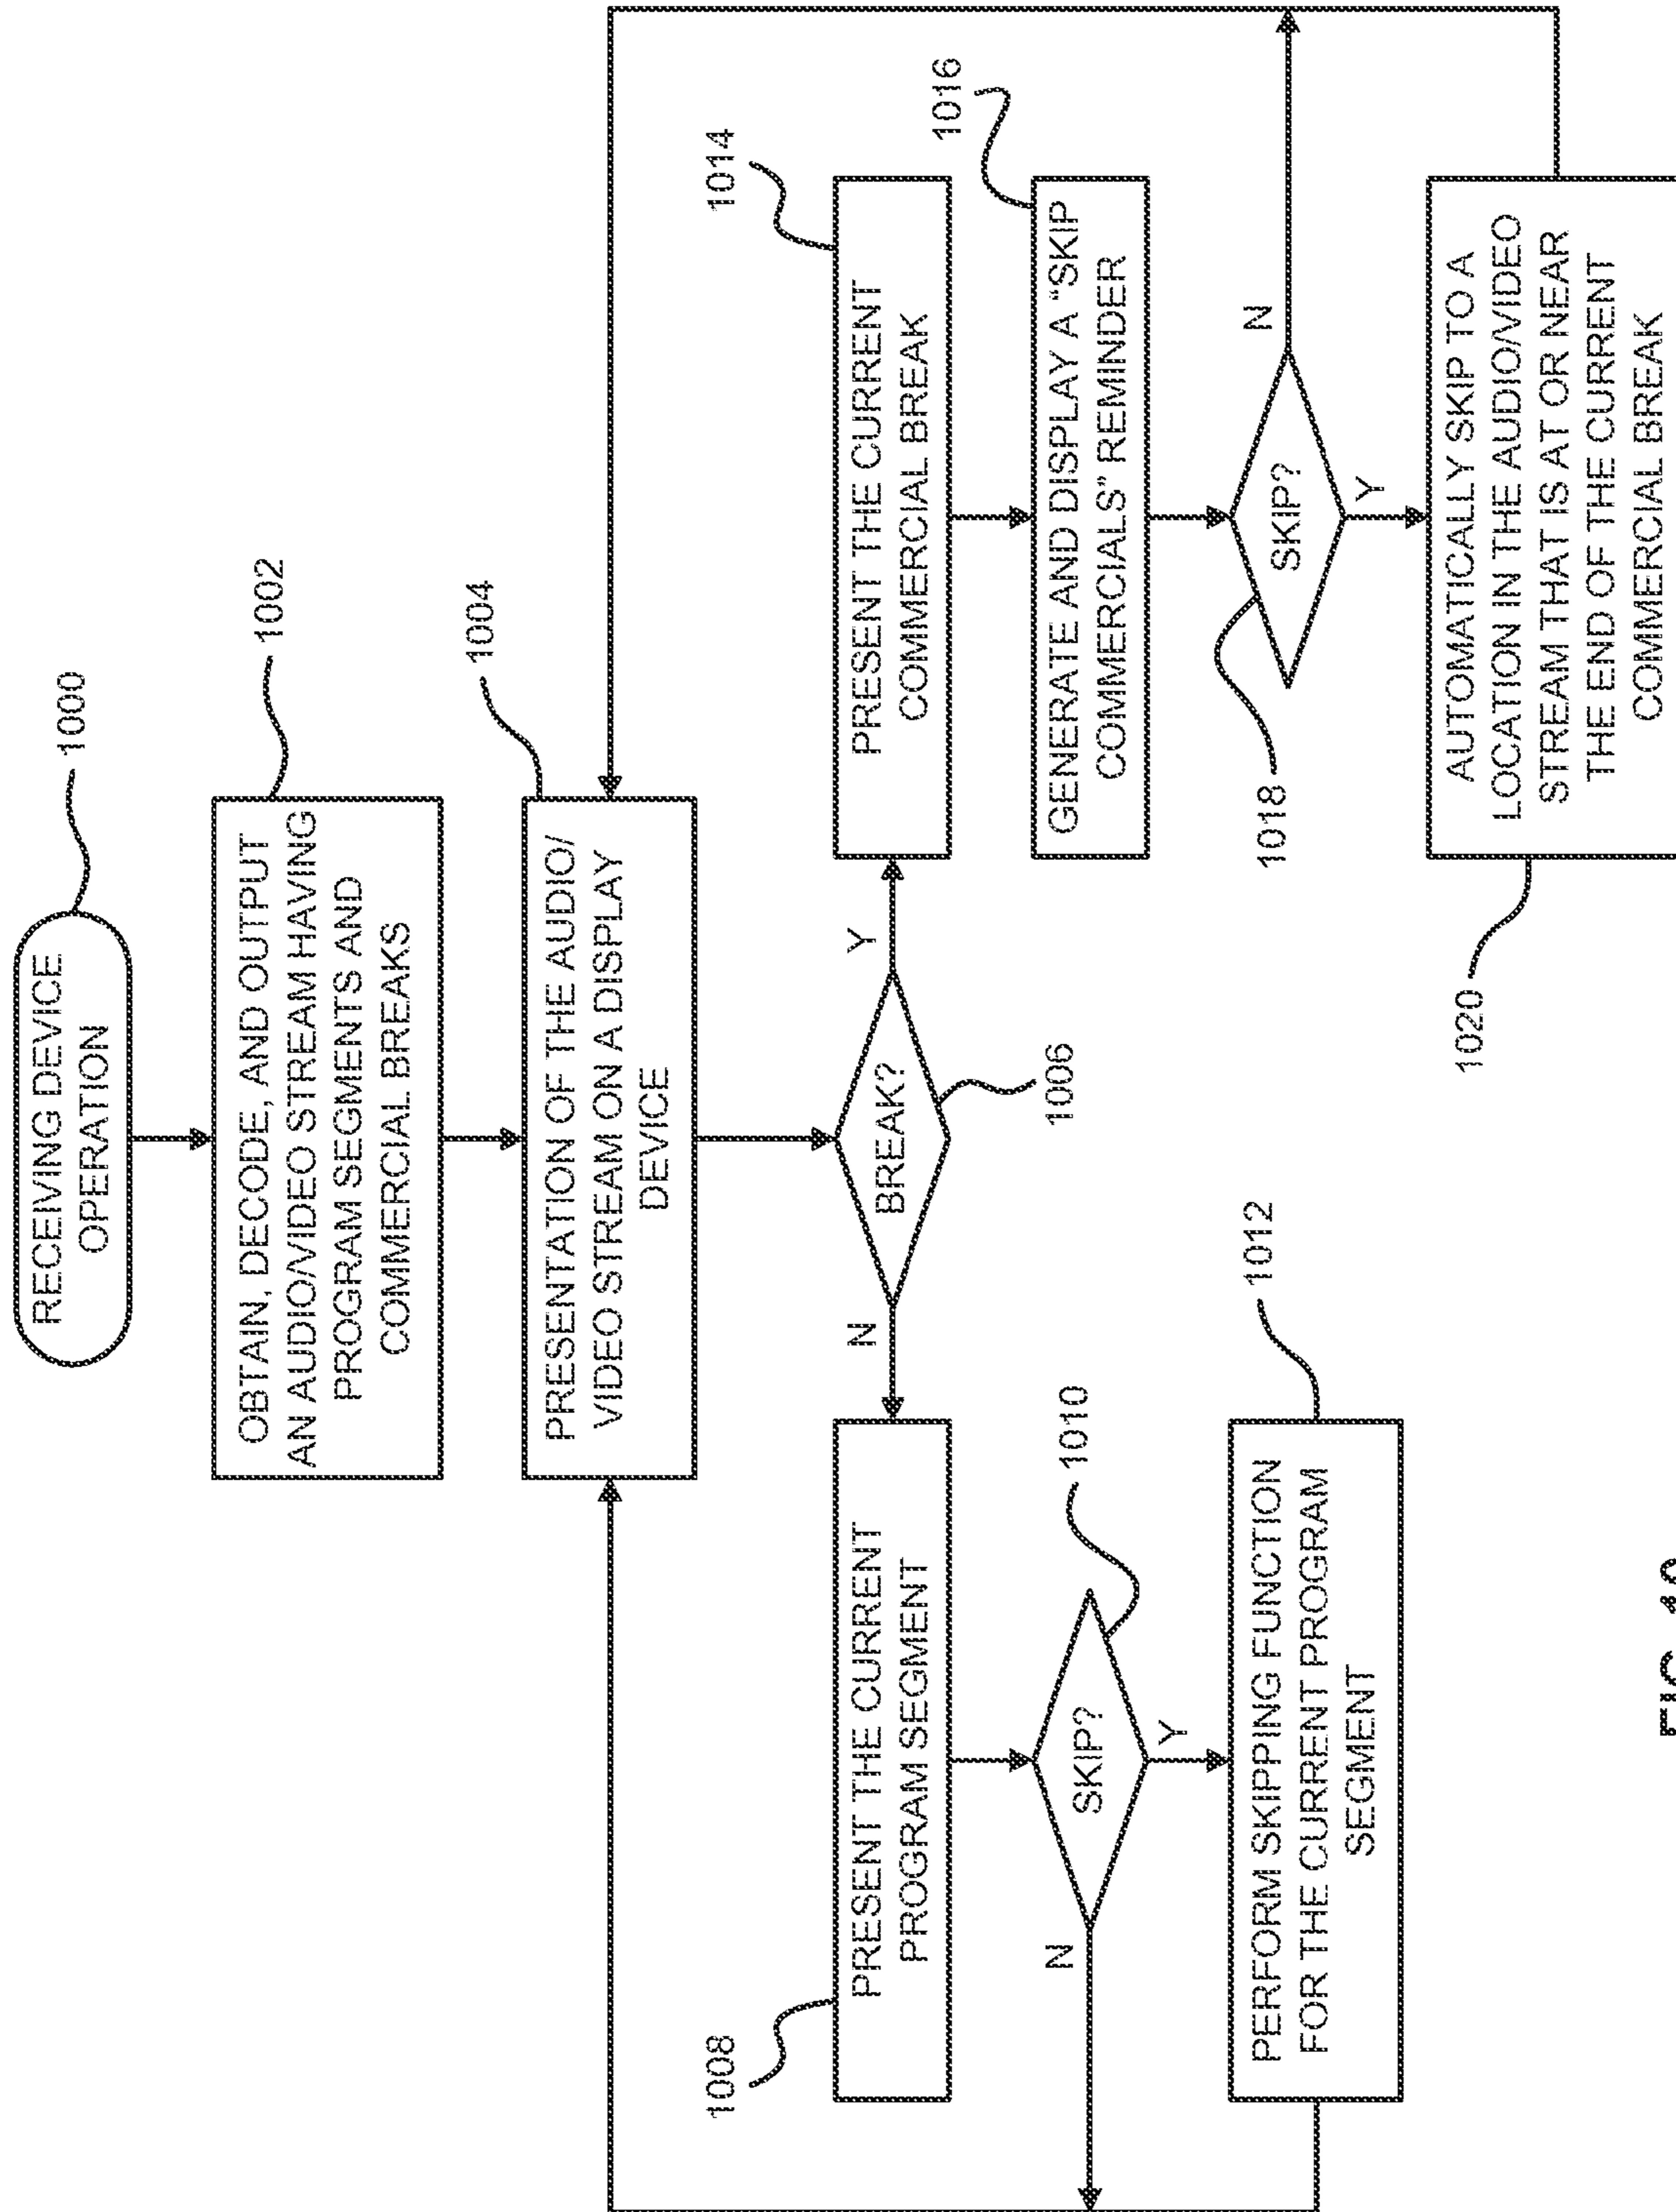 RECEIVING DEVICE
OPERATION
1000
OBTAIN, DECODE, AND OUTPUT
AN AUDIO/VIDEO STREAM HAVING
PROGRAM SEGMENTS AND
COMMERCIAL BREAKS
1002
PRESENTATION OF THE AUDIO/
VIDEO STREAM ON A DISPLAY
DEVICE
1004
BREAK?
1006
N
Y
1008
PRESENT THE CURRENT
PROGRAM SEGMENT
SKIP?
1010
N
Y
PERFORM SKIPPING FUNCTION
FOR THE CURRENT PROGRAM
SEGMENT
1012
PRESENT THE CURRENT
COMMERCIAL BREAK
1014
GENERATE AND DISPLAY A "SKIP
COMMERCIALS" REMINDER
1016
SKIP?
1018
N
Y
AUTOMATICALLY SKIP TO A
LOCATION IN THE AUDIO/VIDEO
STREAM THAT IS AT OR NEAR
THE END OF THE CURRENT
COMMERCIAL BREAK
1020